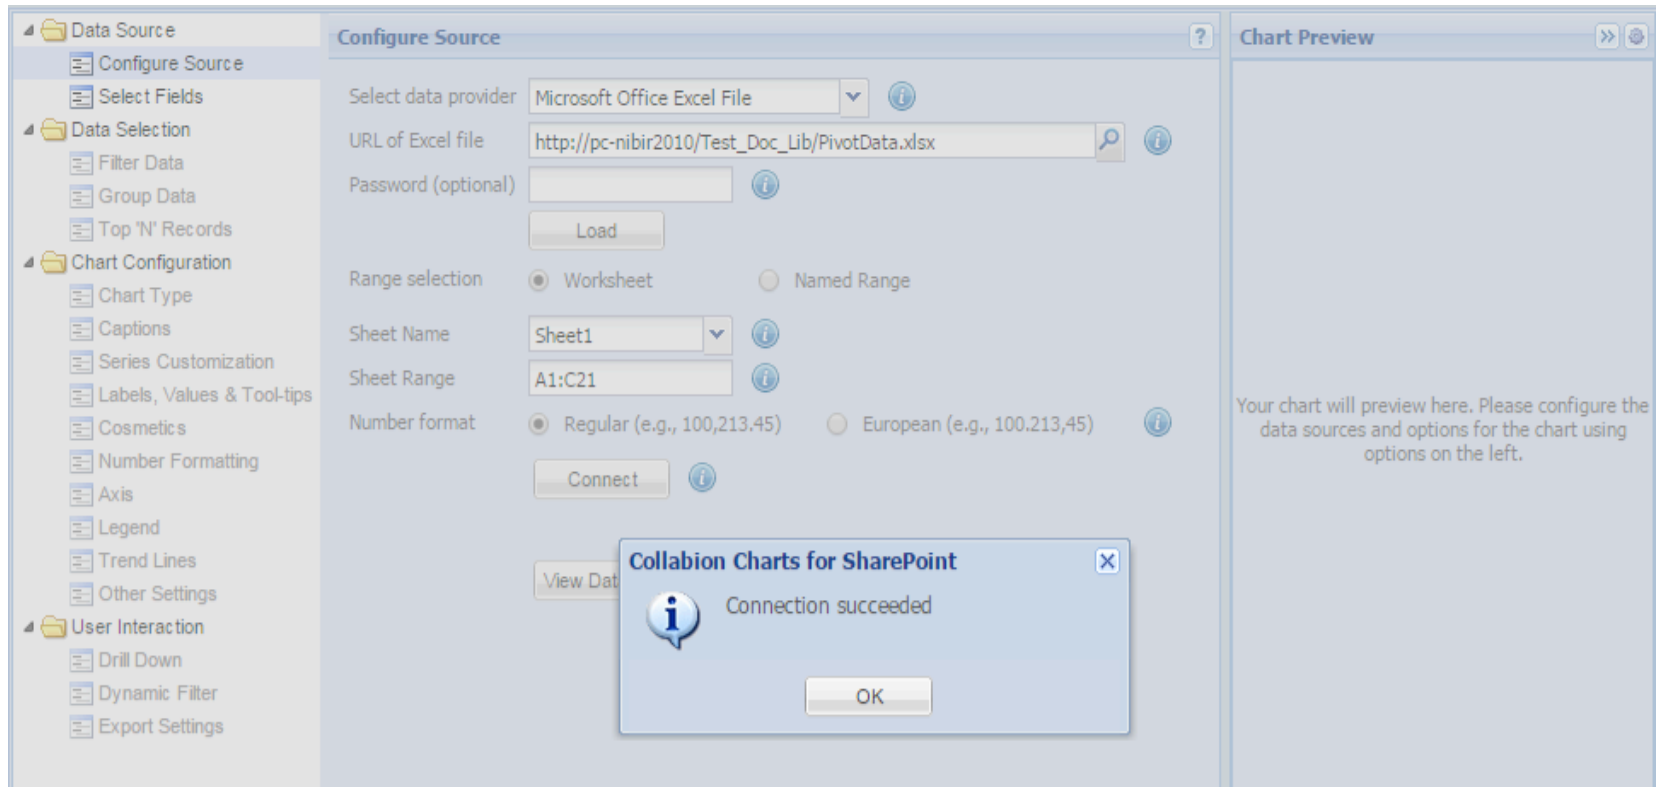 Data Source
Configure Source
Select Fields
Data Selection
Filter Data
Group Data
Top 'N' Records
Chart Configuration
Chart Type
Captions
Series Customization
Labels, Values & Tool-tips
Cosmetics
Number Formatting
Axis
Legend
Trend Lines
Other Settings
User Interaction
Drill Down
Dynamic Filter
Export Settings
Configure Source ?
Select data provider Microsoft Office Excel File
URL of Excel file http://pc-nibir2010/Test_Doc_Lib/PivotData.xlsx
Password (optional)
Load
Range selection Worksheet Named Range
Sheet Name Sheet1
Sheet Range A1:C21
Number format Regular (e.g., 100,213.45) European (e.g., 100.213,45)
Connect
View Dat
Collabion Charts for SharePoint
Connection succeeded
OK
Chart Preview
Your chart will preview here. Please configure the
data sources and options for the chart using
options on the left.